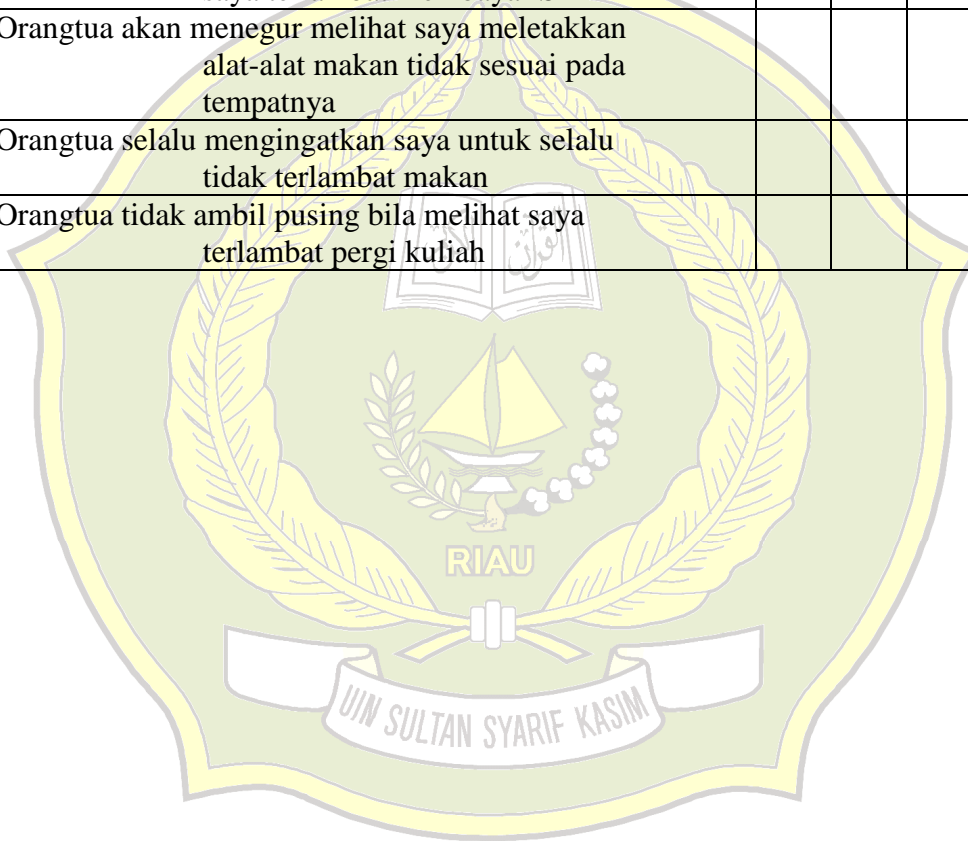 Orangtua akan menegur melihat saya meletakkan
alat-alat makan tidak sesuai pada
tempatnya
Orangtua selalu mengingatkan saya untuk selalu
tidak terlambat makan
Orangtua tidak ambil pusing bila melihat saya
terlambat pergi kuliah
القرآن
RIAU
UIN SULTAN SYARIF KASIM